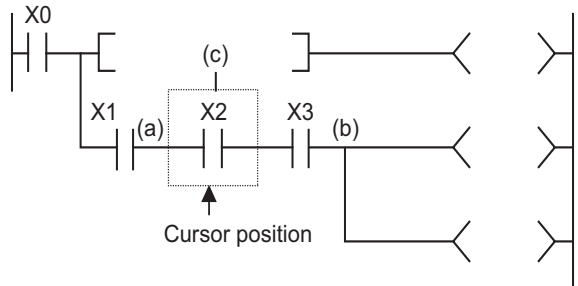 X0
(c)
X1
(a)
X2
X3
(b)
Cursor position